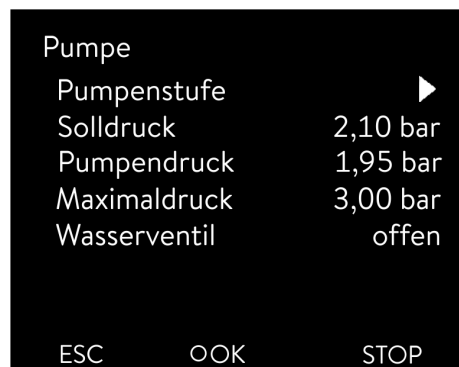 Pumpe
Pumpenstufe
Solldruck 2,10 bar
Pumpendruck 1,95 bar
Maximaldruck 3,00 bar
Wasserventil offen
ESC OOK STOP